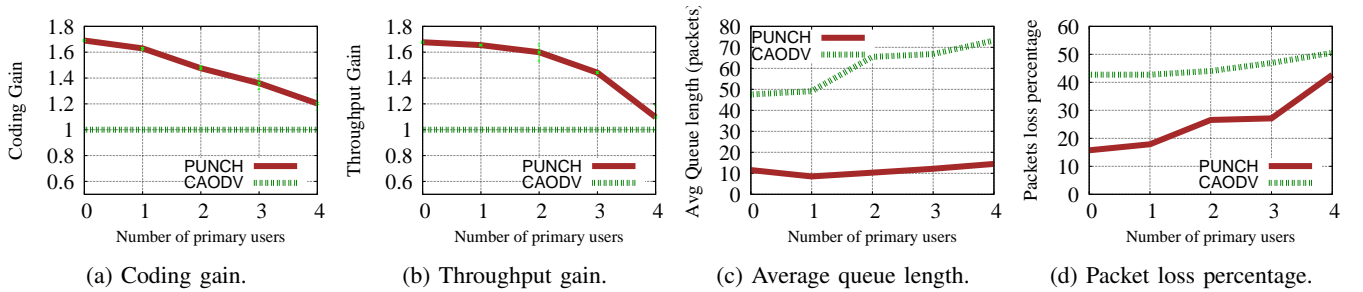 Coding Gain
1.8
1.6
1.4
1.2
1
0.8
0.6
PUNCH
CAODV
0 1 2 3 4
Number of primary users
(a) Coding gain.
Throughput Gain
1.8
1.6
1.4
1.2
1
0.8
0.6
PUNCH
CAODV
0 1 2 3 4
Number of primary users
(b) Throughput gain.
Avg Queue length (packets)
80
70
60
50
40
30
20
10
0
PUNCH
CAODV
0 1 2 3 4
Number of primary users
(c) Average queue length.
Packets loss percentage
60
50
40
30
20
10
0
PUNCH
CAODV
0 1 2 3 4
Number of primary users
(d) Packet loss percentage.